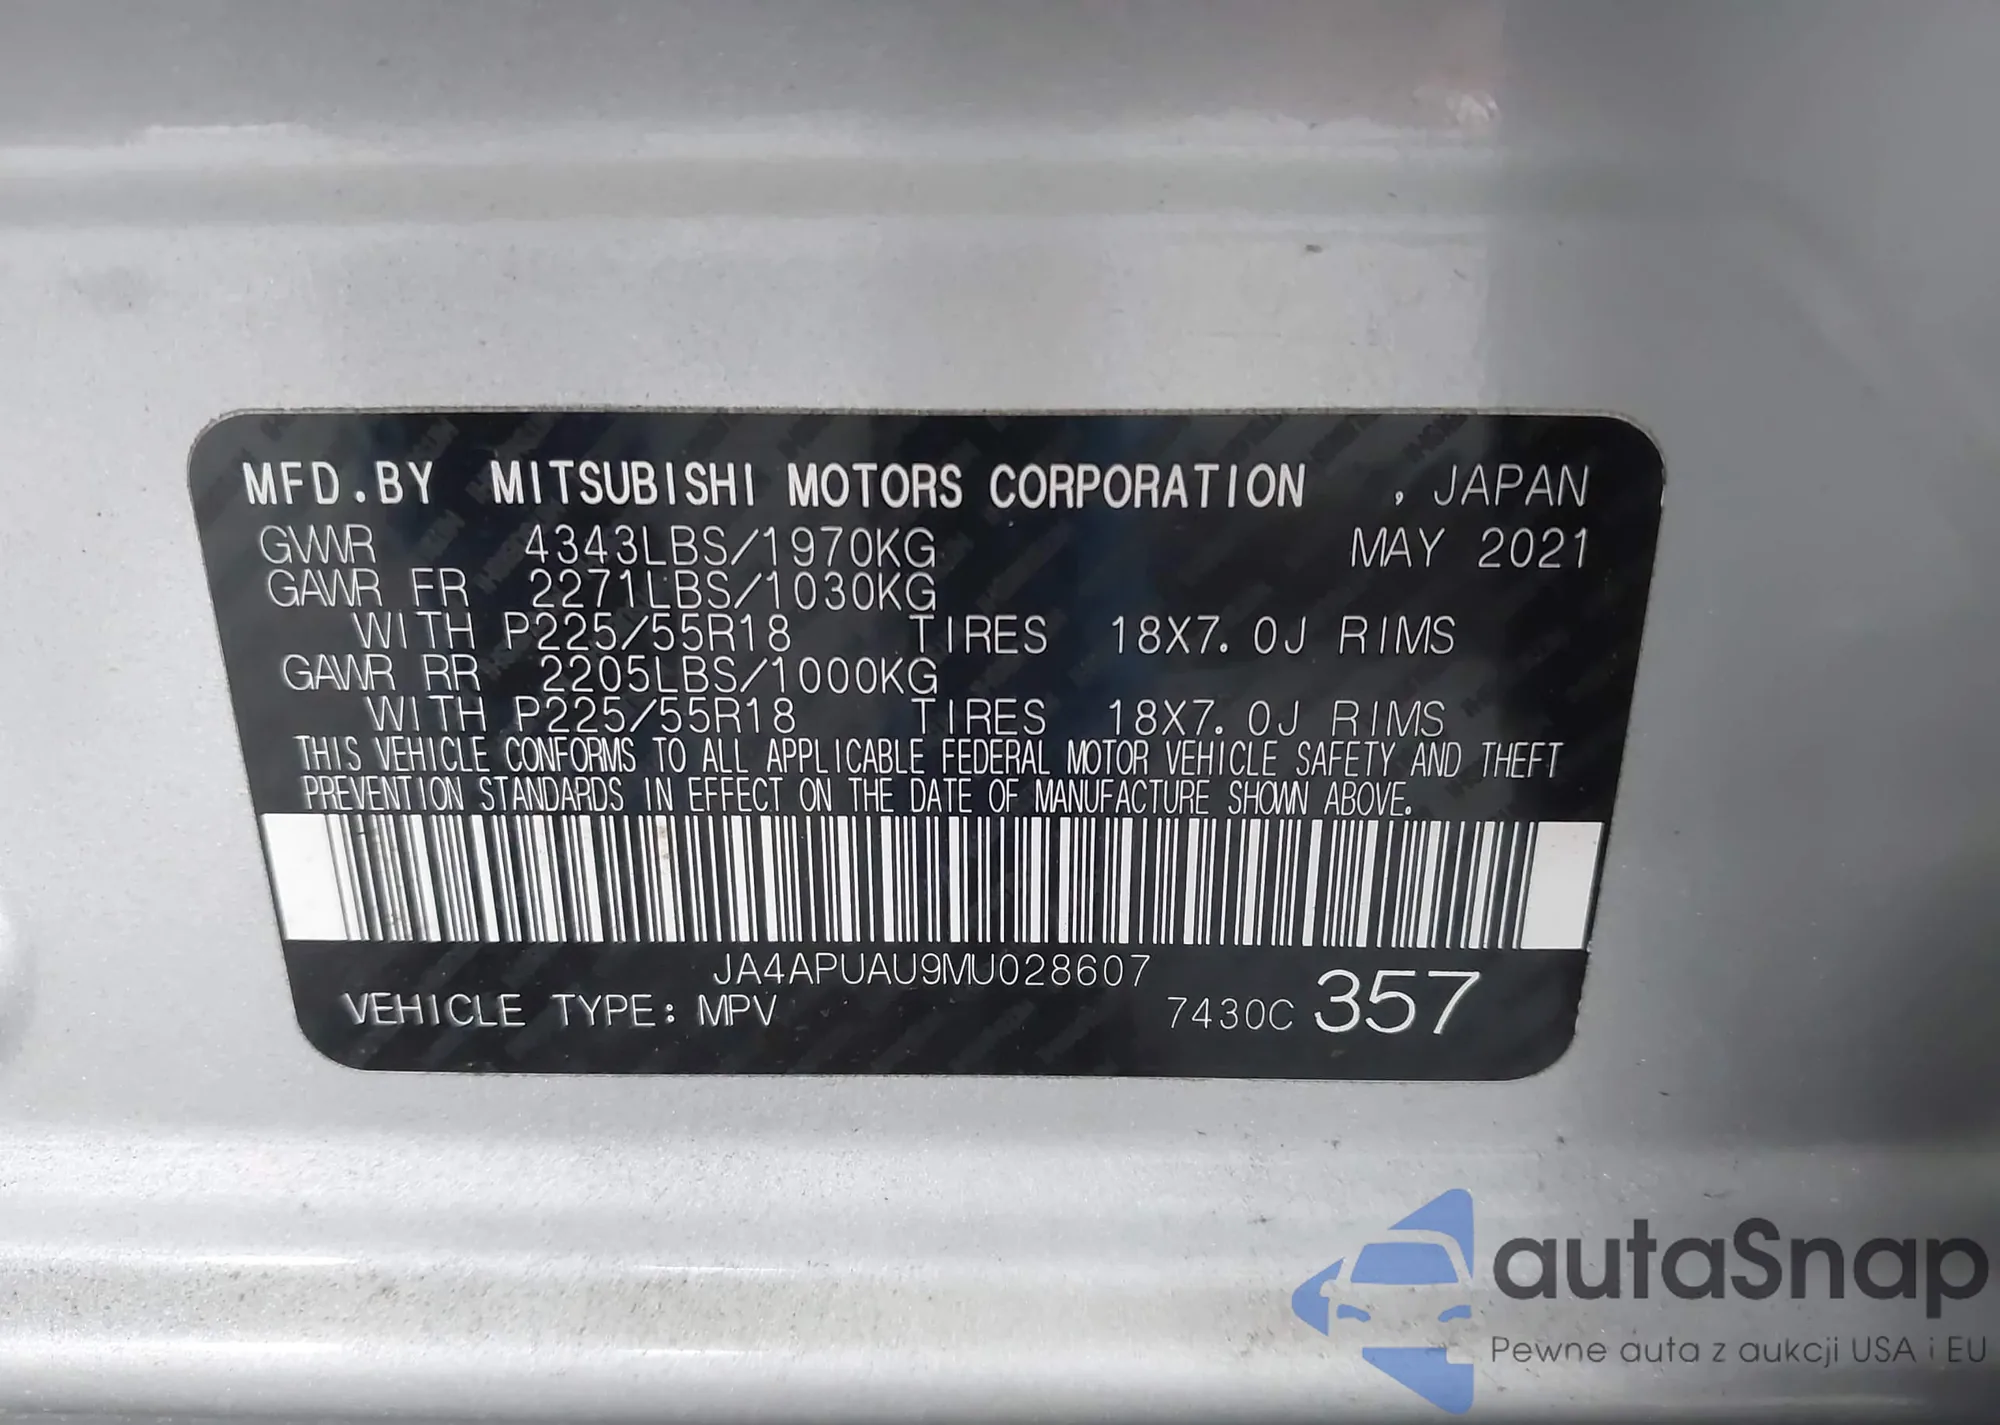 MFD.BY MITSUBISHI MOTORS CORPORATION , JAPAN
GVWR 4343LBS/1970KG MAY 2021
GAWR FR 2271LBS/1030KG
WITH P225/55R18 TIRES 18X7.0J RIMS
GAWR RR 2205LBS/1000KG
WITH P225/55R18 TIRES 18X7.0J RIMS
THIS VEHICLE CONFORMS TO ALL APPLICABLE FEDERAL MOTOR VEHICLE SAFETY AND THEFT
PREVENTION STANDARDS IN EFFECT ON THE DATE OF MANUFACTURE SHOWN ABOVE.
JA4APUAU9MU028607
VEHICLE TYPE: MPV 7430C 357
autaSnap
Pewne auta z aukcji USA i EU